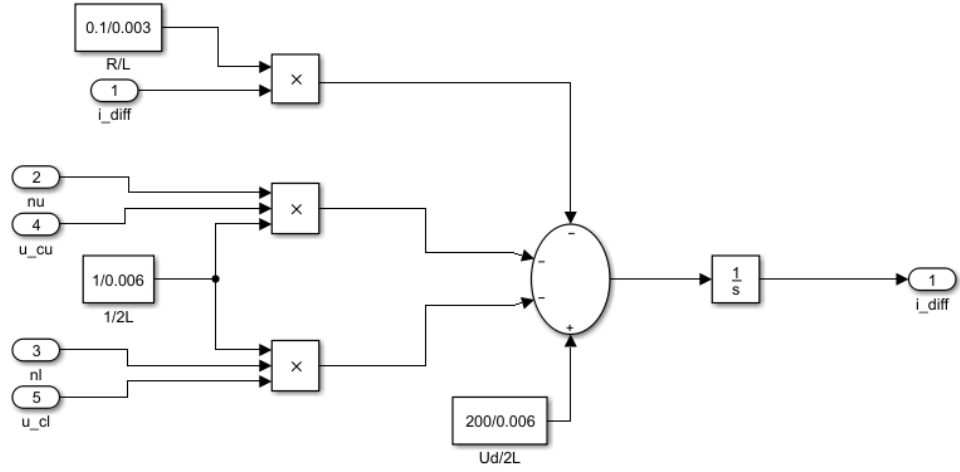 0.1/0.003
R/L
1
i_diff
×
−
2
nu
4
u_cu
×
1/0.006
1/2L
3
nl
5
u_cl
×
−
−
+
200/0.006
Ud/2L
1
s
1
i_diff